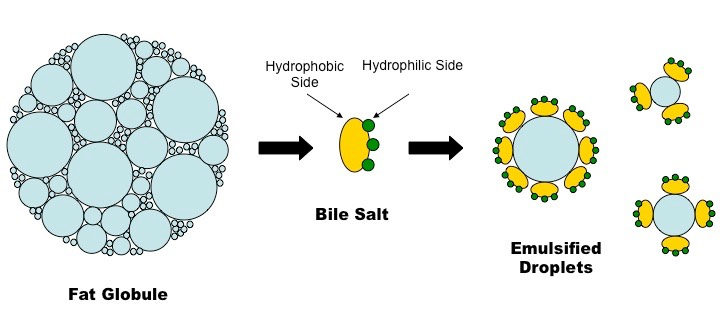 Hydrophobic
Side
Hydrophilic Side
Bile Salt
Emulsified
Droplets
Fat Globule